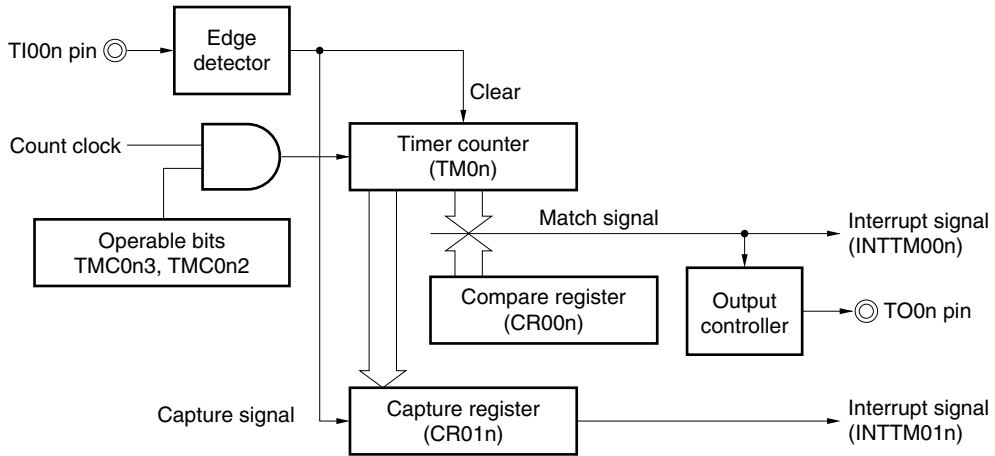 TI00n pin
Edge
detector
Clear
Count clock
Timer counter
(TM0n)
Operable bits
TMC0n3, TMC0n2
Match signal
Interrupt signal
(INTTM00n)
Compare register
(CR00n)
Output
controller
TO0n pin
Capture signal
Capture register
(CR01n)
Interrupt signal
(INTTM01n)